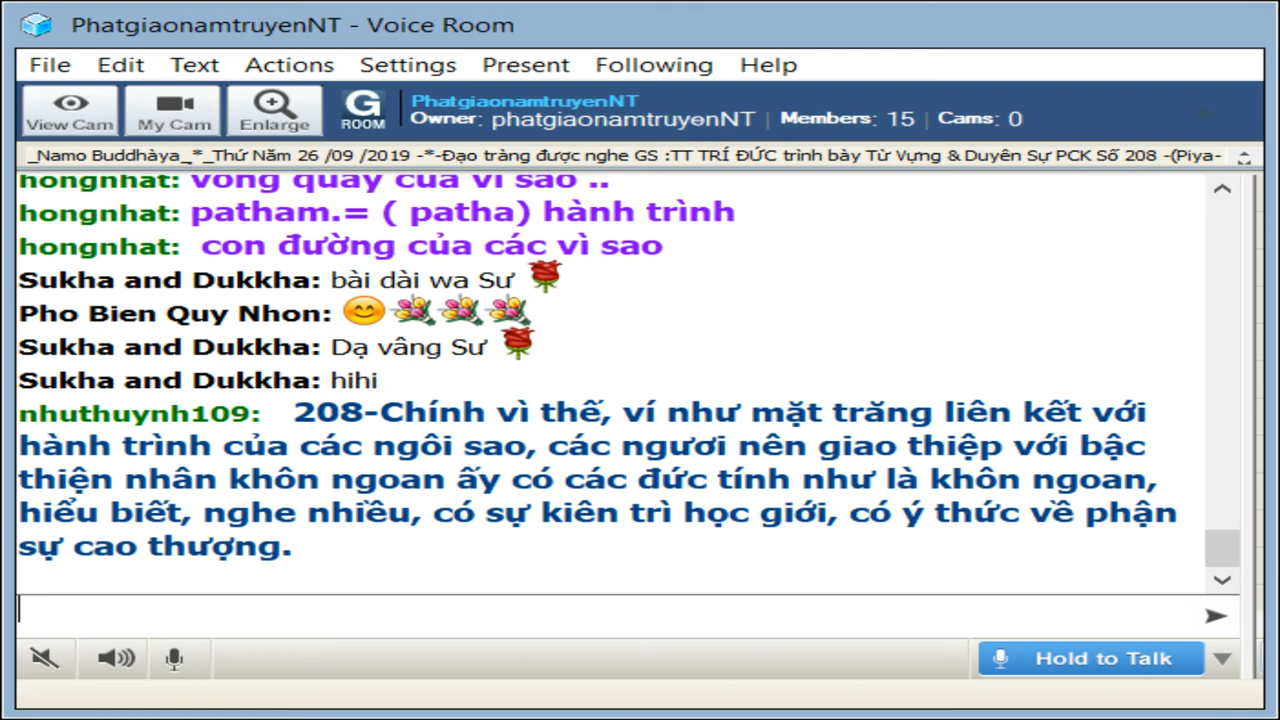 PhatgiaonamtruyenNT - Voice Room
File Edit Text Actions Settings Present Following Help
View Cam My Cam Enlarge G ROOM PhatgiaonamtruyenNT
Owner: phatgiaonamtruyenNT | Members: 15 | Cams: 0
_Namo Buddhàya_*_Thứ Năm 26 /09 /2019 -*-Đạo tràng được nghe GS :TT TRÍ ĐỨC trình bày Từ Vựng & Duyên Sự PCK Số 208 -(Piya-
hongnhat: vòng quay của vì sao ..
hongnhat: patham.= ( patha) hành trình
hongnhat: con đường của các vì sao
Sukha and Dukkha: bài dài wa Sư
Pho Bien Quy Nhon:
Sukha and Dukkha: Dạ vâng Sư
Sukha and Dukkha: hihi
nhuthuynh109: 208-Chính vì thế, ví như mặt trăng liên kết với
hành trình của các ngôi sao, các ngươi nên giao thiệp với bậc
thiện nhân khôn ngoan ấy có các đức tính như là khôn ngoan,
hiểu biết, nghe nhiều, có sự kiên trì học giới, có ý thức về phận
sự cao thượng.
Hold to Talk